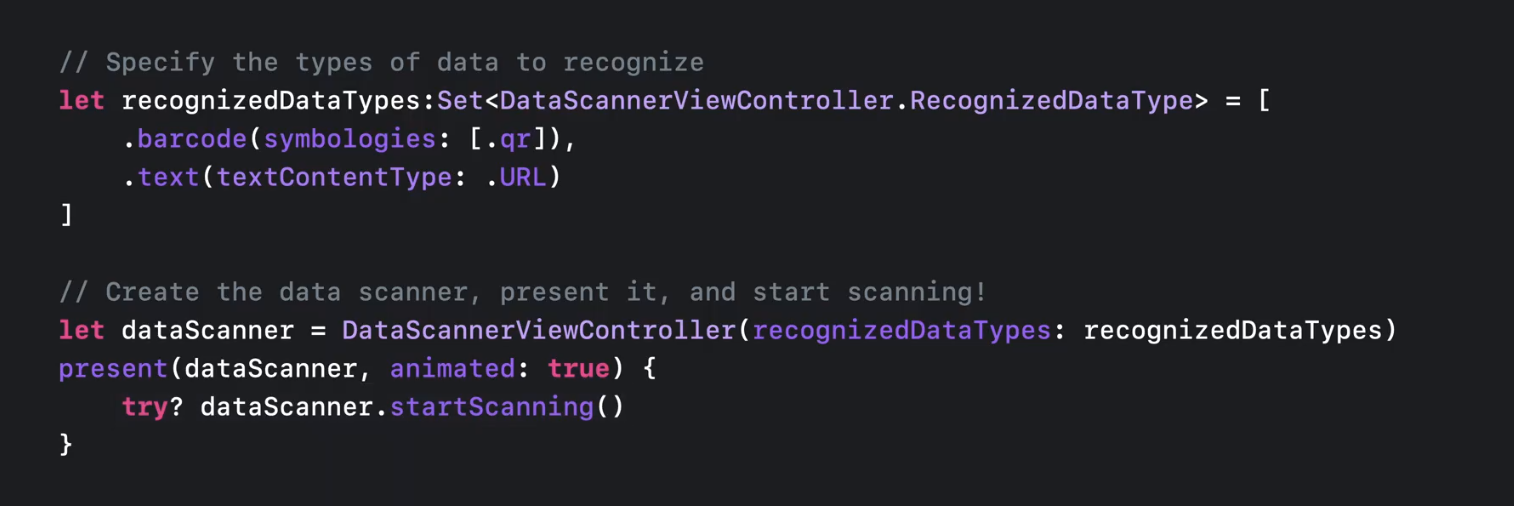 // Specify the types of data to recognize
let recognizedDataTypes:Set<DataScannerViewController.RecognizedDataType> = [
    .barcode(symbologies: [.qr]),
    .text(textContentType: .URL)
]

// Create the data scanner, present it, and start scanning!
let dataScanner = DataScannerViewController(recognizedDataTypes: recognizedDataTypes)
present(dataScanner, animated: true) {
    try? dataScanner.startScanning()
}